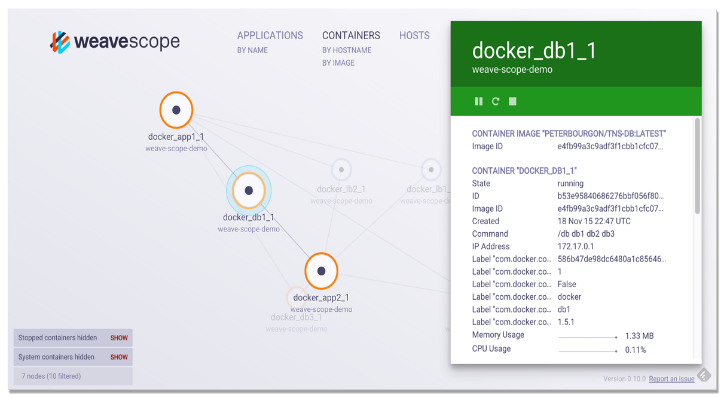 weavescope
APPLICATIONS
BY NAME
CONTAINERS
BY HOSTNAME
BY IMAGE
HOSTS
docker_app1_1
weave-scope-demo
docker_lb2_1
weave-scope-demo
docker_lb1_1
docker_db1_1
weave-scope-demo
docker_app2_1
weave-scope-demo
docker_db3_1
weave-scope-demo
Stopped containers hidden SHOW
System containers hidden SHOW
7 nodes (10 filtered)
docker_db1_1
weave-scope-demo
CONTAINER IMAGE "PETERBOURGON/TNS-DB:LATEST"
Image ID e4fb99a3c9adf3f1cbb1cfc07...
CONTAINER "DOCKER_DB1_1"
State running
ID b53e95840686276bbf056f80...
Image ID e4fb99a3c9adf3f1cbb1cfc07...
Created 18 Nov 15 22:47 UTC
Command /db db1 db2 db3
IP Address 172.17.0.1
Label "com.docker.co... 586b47de98dc6480a1c85646...
Label "com.docker.co... 1
Label "com.docker.co... False
Label "com.docker.co... docker
Label "com.docker.co... db1
Label "com.docker.co... 1.5.1
Memory Usage 1.33 MB
CPU Usage 0.11%
Version 0.10.0 Report an issue